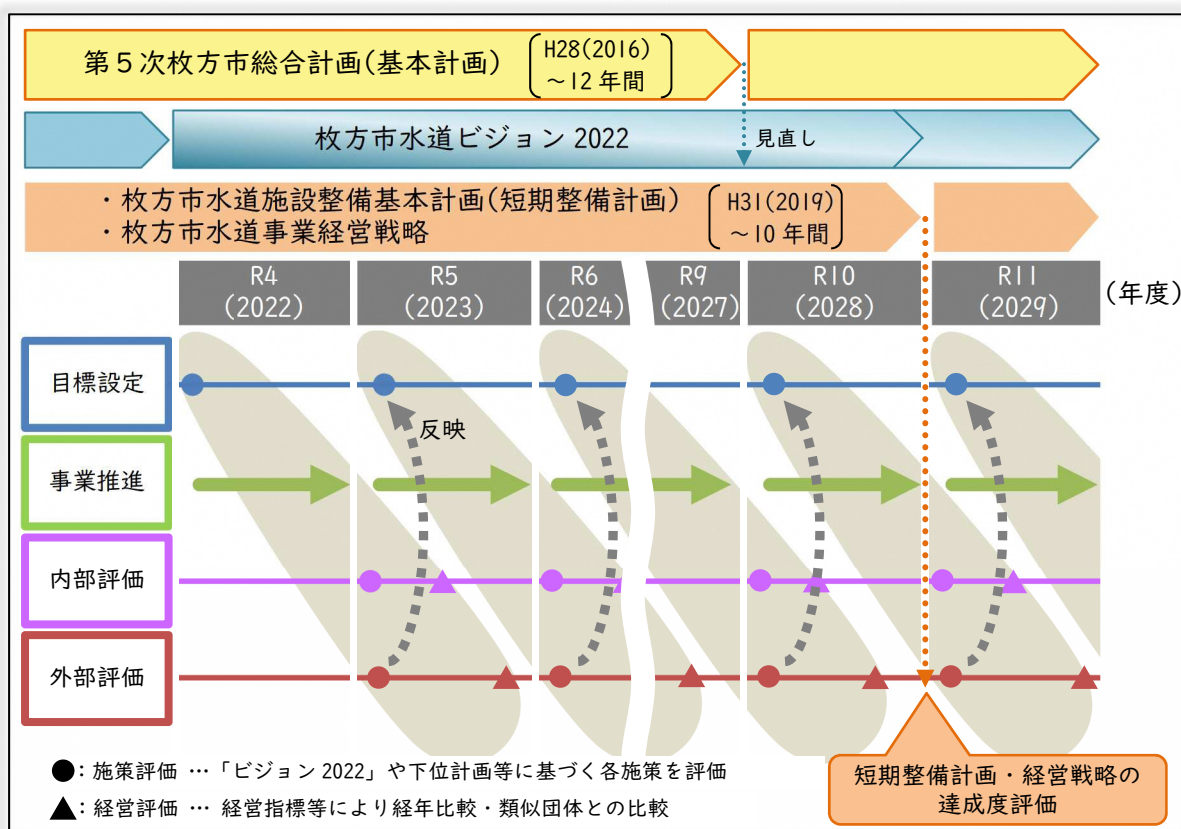 第5次枚方市総合計画(基本計画)
H28(2016)
～12年間
枚方市水道ビジョン2022
見直し
・枚方市水道施設整備基本計画(短期整備計画)
・枚方市水道事業経営戦略
H31(2019)
～10年間
R4
(2022)
R5
(2023)
R6
(2024)
R9
(2027)
R10
(2028)
R11
(2029)
(年度)
目標設定
反映
事業推進
内部評価
外部評価
●：施策評価 … 「ビジョン2022」や下位計画等に基づく各施策を評価
▲：経営評価 … 経営指標等により経年比較・類似団体との比較
短期整備計画・経営戦略の
達成度評価